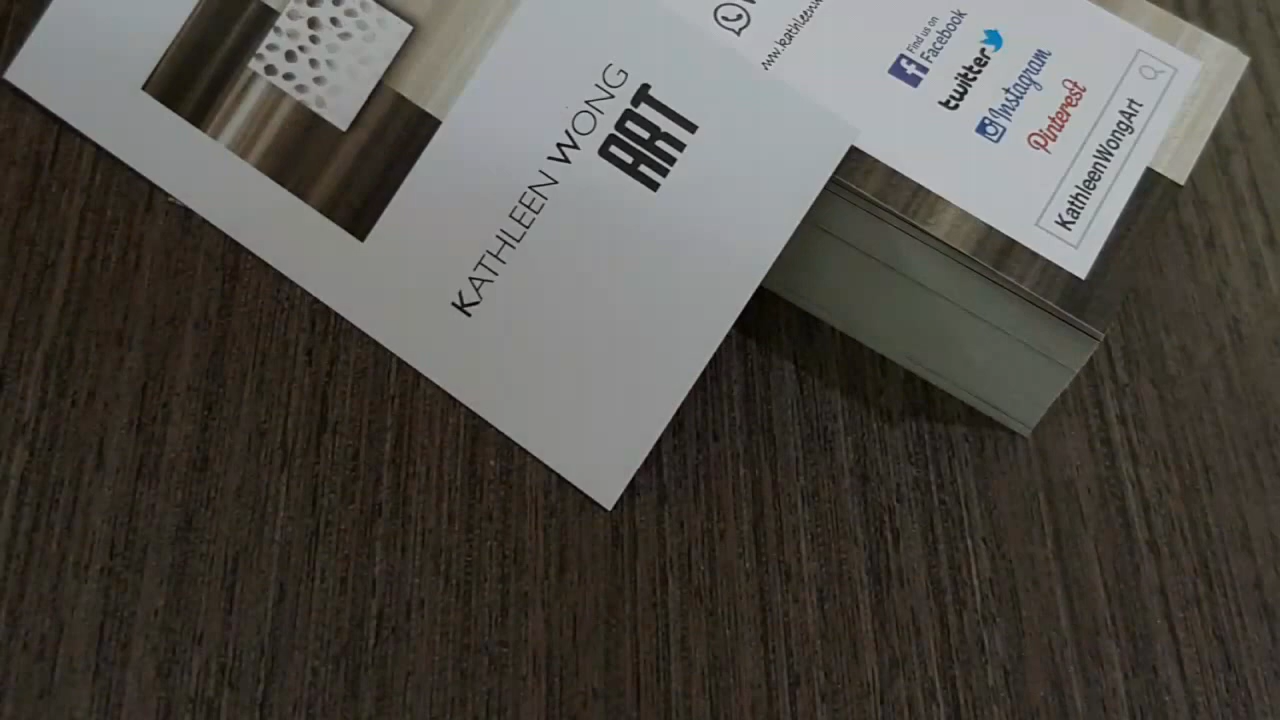 KATHLEEN WONG
ART
Find us on
Facebook
twitter
Instagram
Pinterest
KathleenWongArt